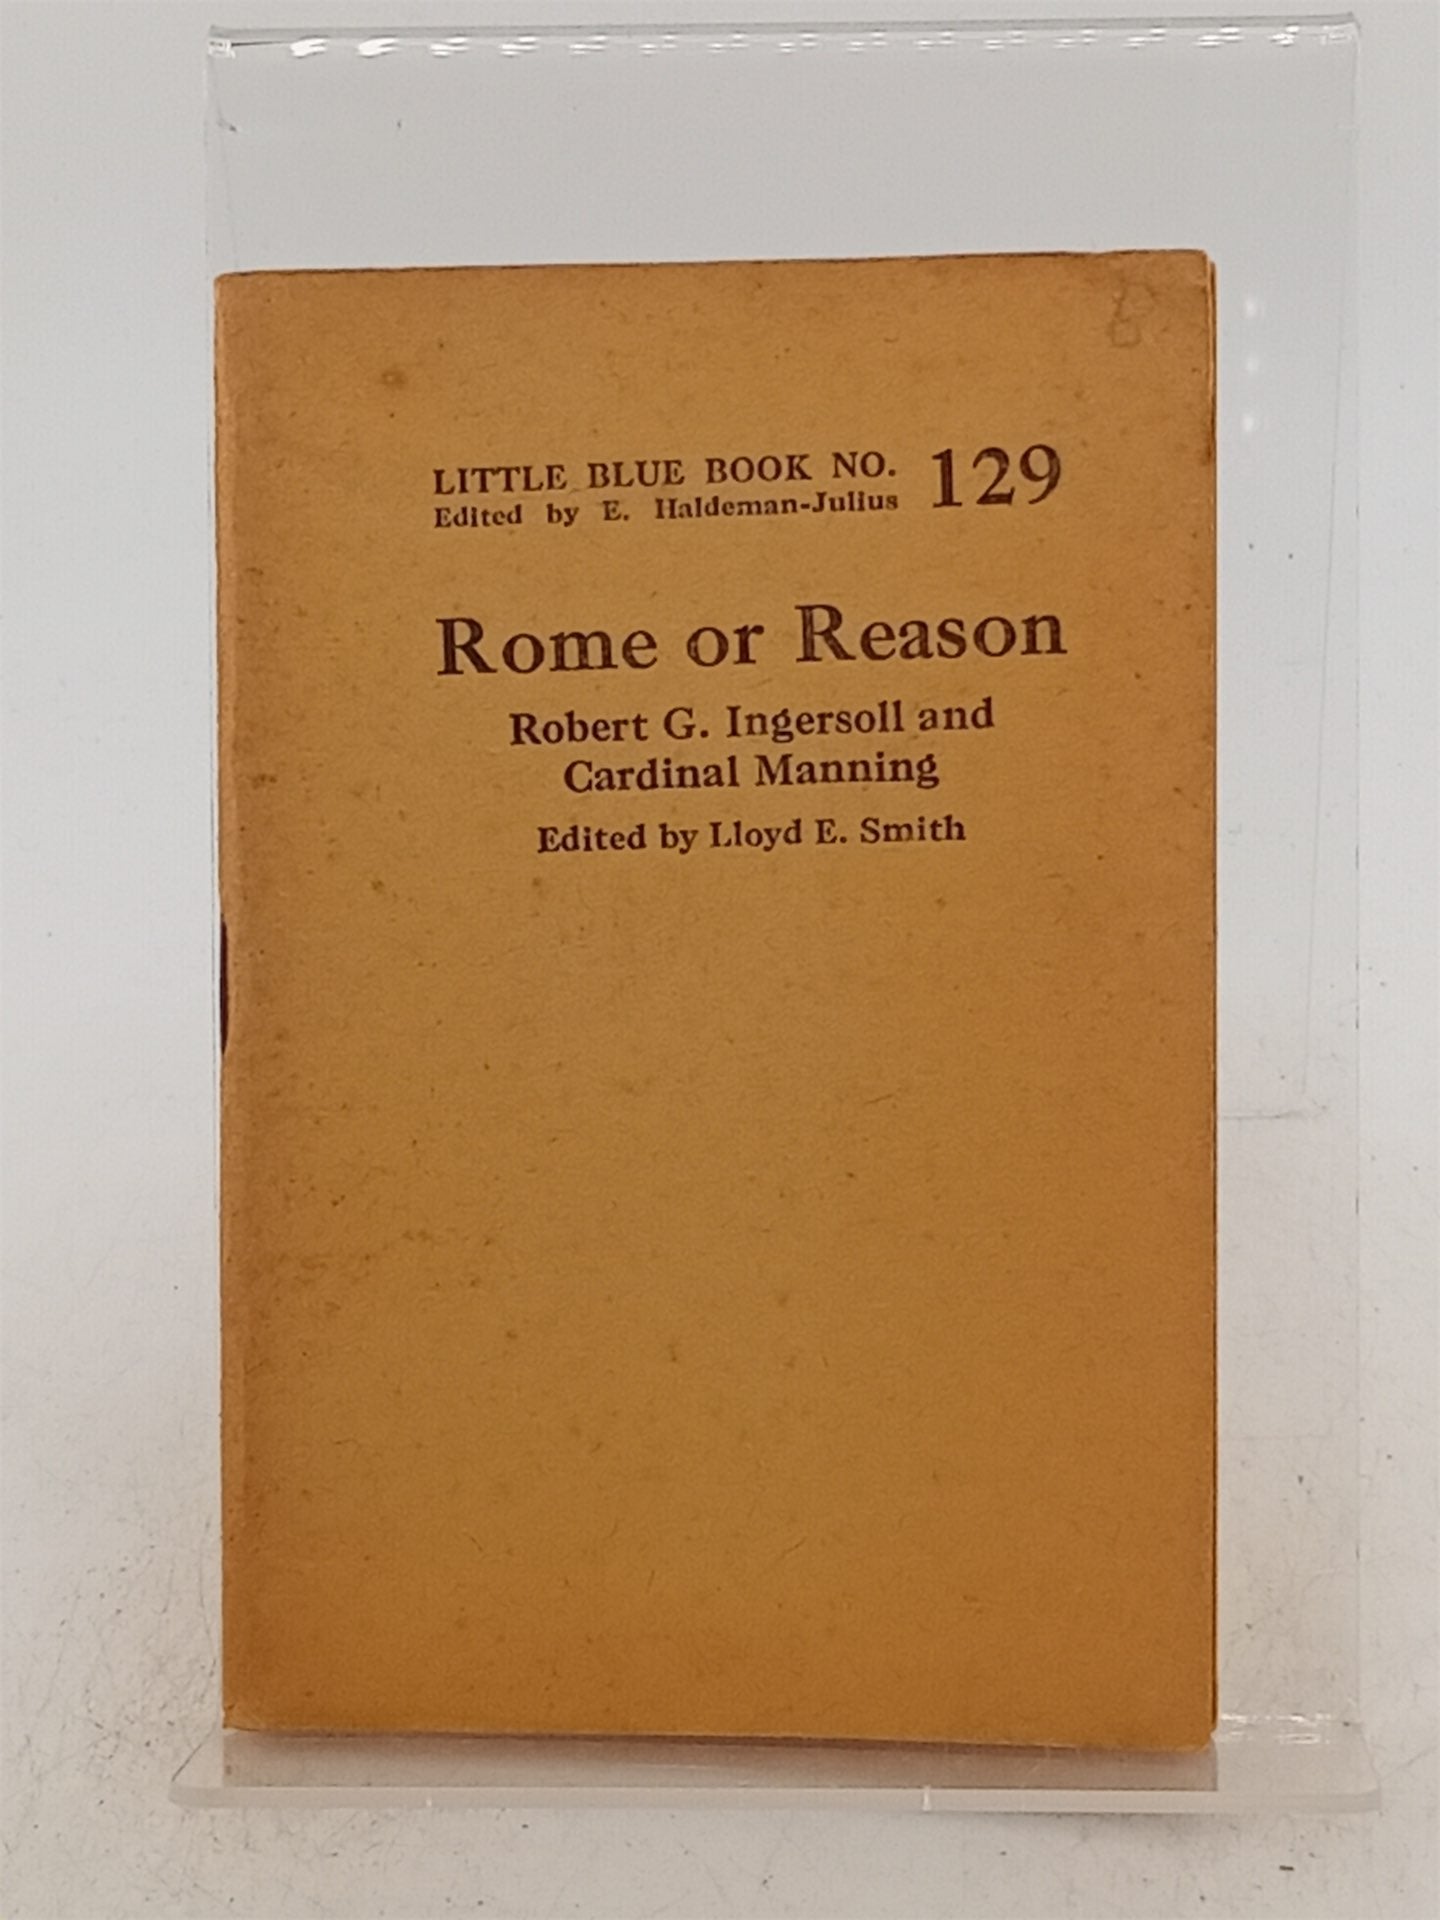 LITTLE BLUE BOOK NO. 129
Edited by E. Haldeman-Julius
Rome or Reason
Robert G. Ingersoll and
Cardinal Manning
Edited by Lloyd E. Smith